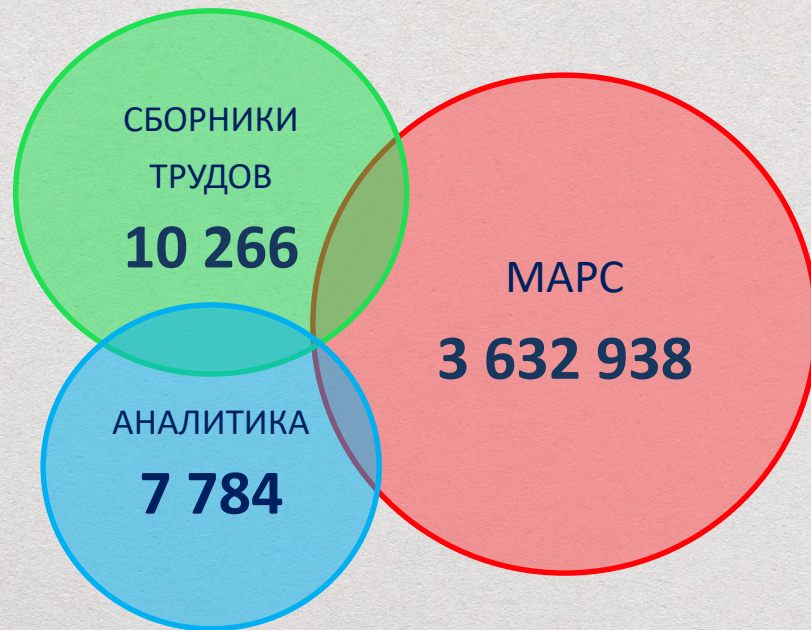 СБОРНИКИ
ТРУДОВ
10 266
МАРС
3 632 938
АНАЛИТИКА
7 784